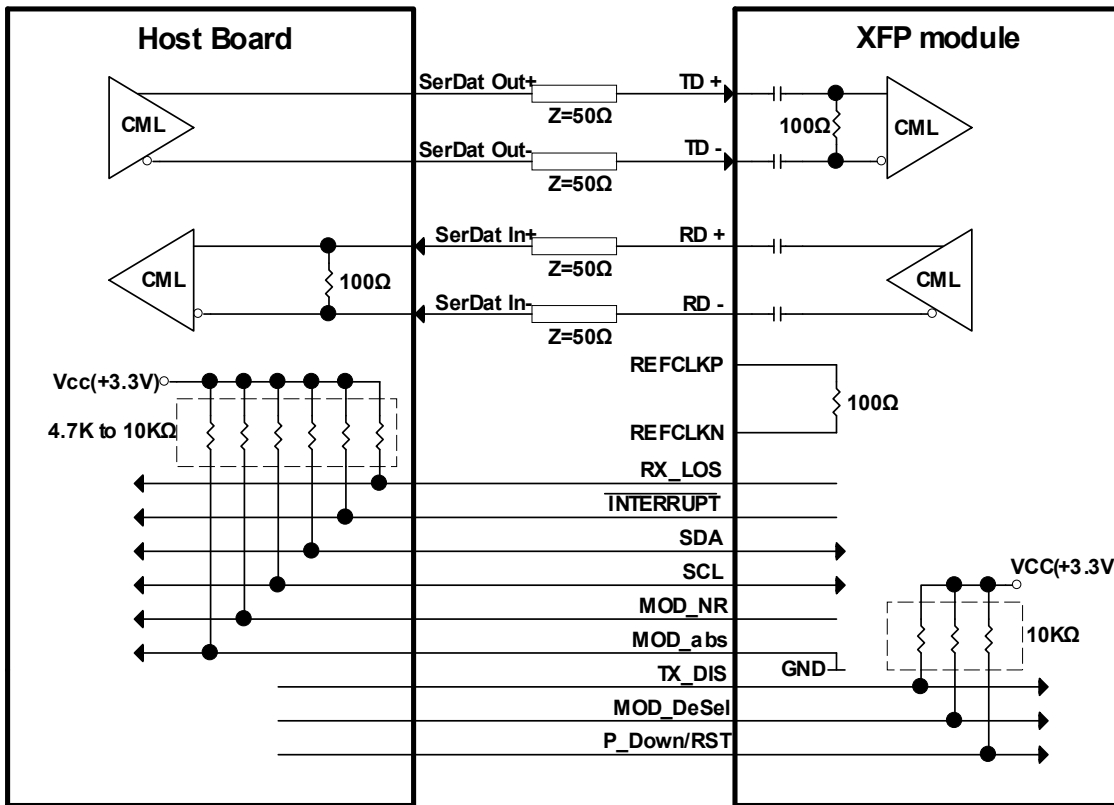 Host Board
XFP module
SerDat Out+
TD +
CML
Z=50Ω
100Ω
CML
SerDat Out-
TD -
Z=50Ω
SerDat In+
RD +
CML
100Ω
Z=50Ω
CML
SerDat In-
RD -
Z=50Ω
REFCLKP
Vcc(+3.3V)
100Ω
4.7K to 10KΩ
REFCLKN
RX_LOS
INTERRUPT
SDA
SCL
VCC(+3.3V
MOD_NR
10KΩ
MOD_abs
GND
TX_DIS
MOD_DeSel
P_Down/RST